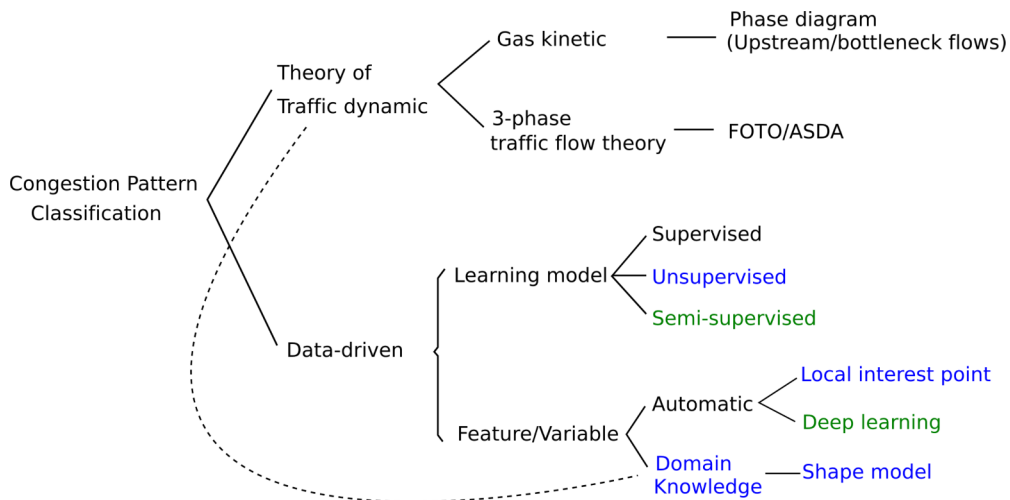 Congestion Pattern
Classification
Theory of
Traffic dynamic
Gas kinetic
Phase diagram
(Upstream/bottleneck flows)
3-phase
traffic flow theory
FOTO/ASDA
Data-driven
Learning model
Supervised
Unsupervised
Semi-supervised
Feature/Variable
Automatic
Local interest point
Deep learning
Domain
Knowledge
Shape model